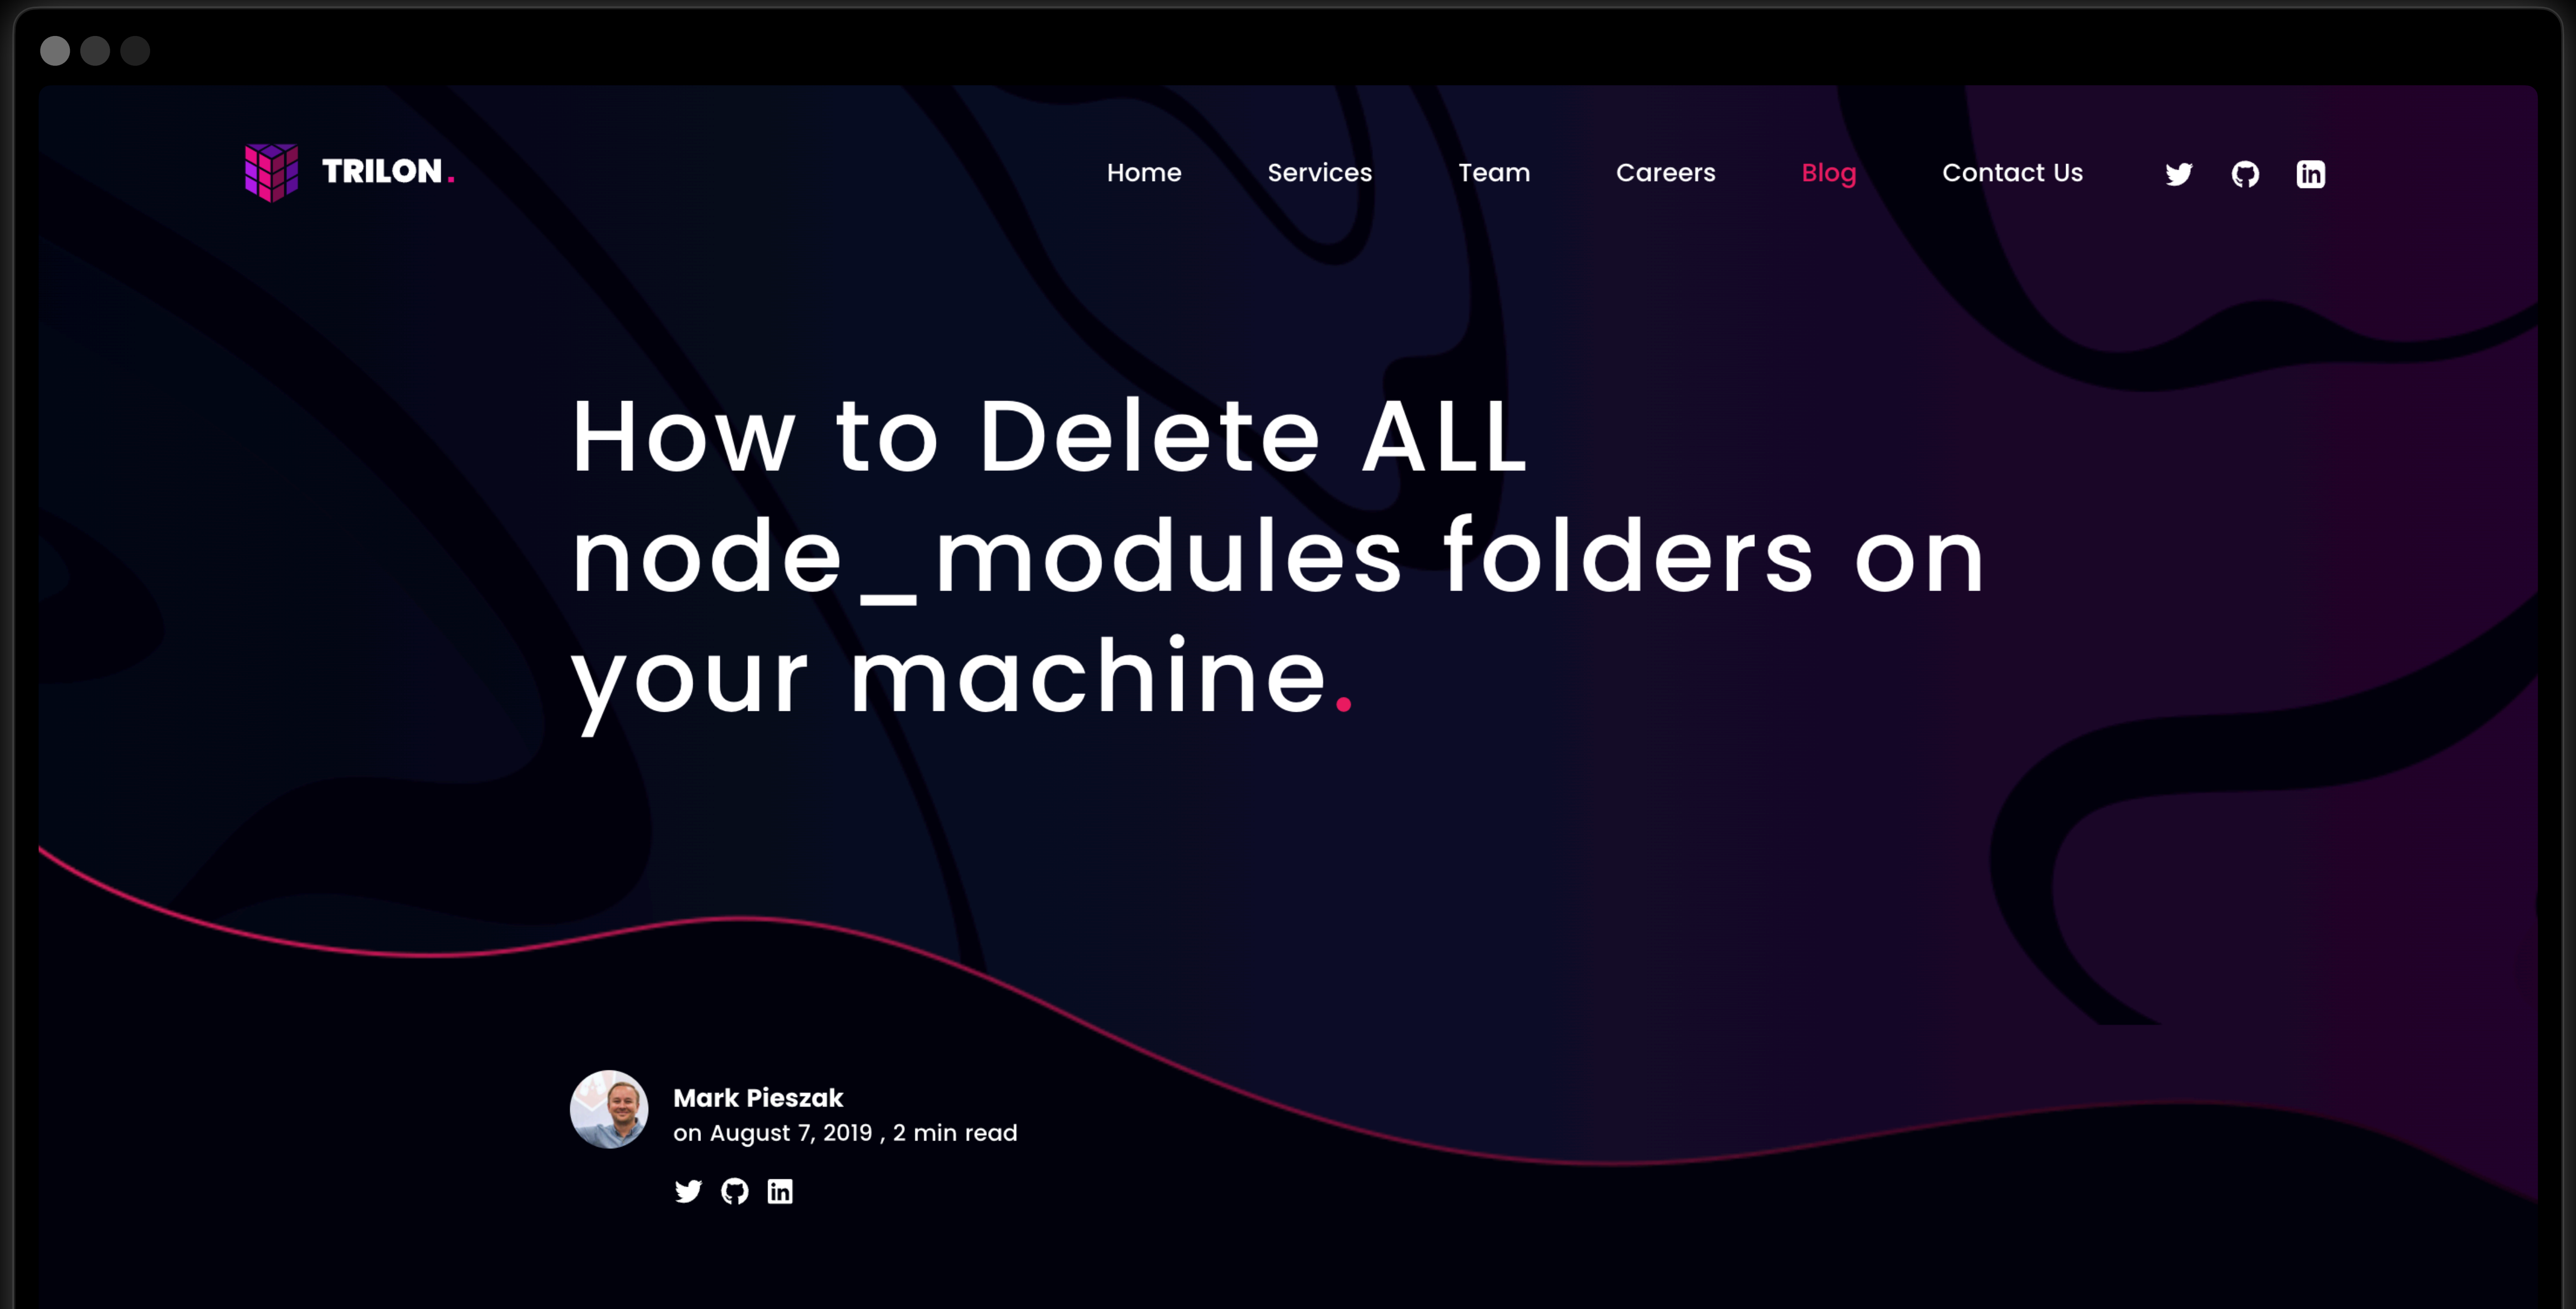 TRILON.
Home Services Team Careers Blog Contact Us
How to Delete ALL
node_modules folders on
your machine.
Mark Pieszak
on August 7, 2019 , 2 min read